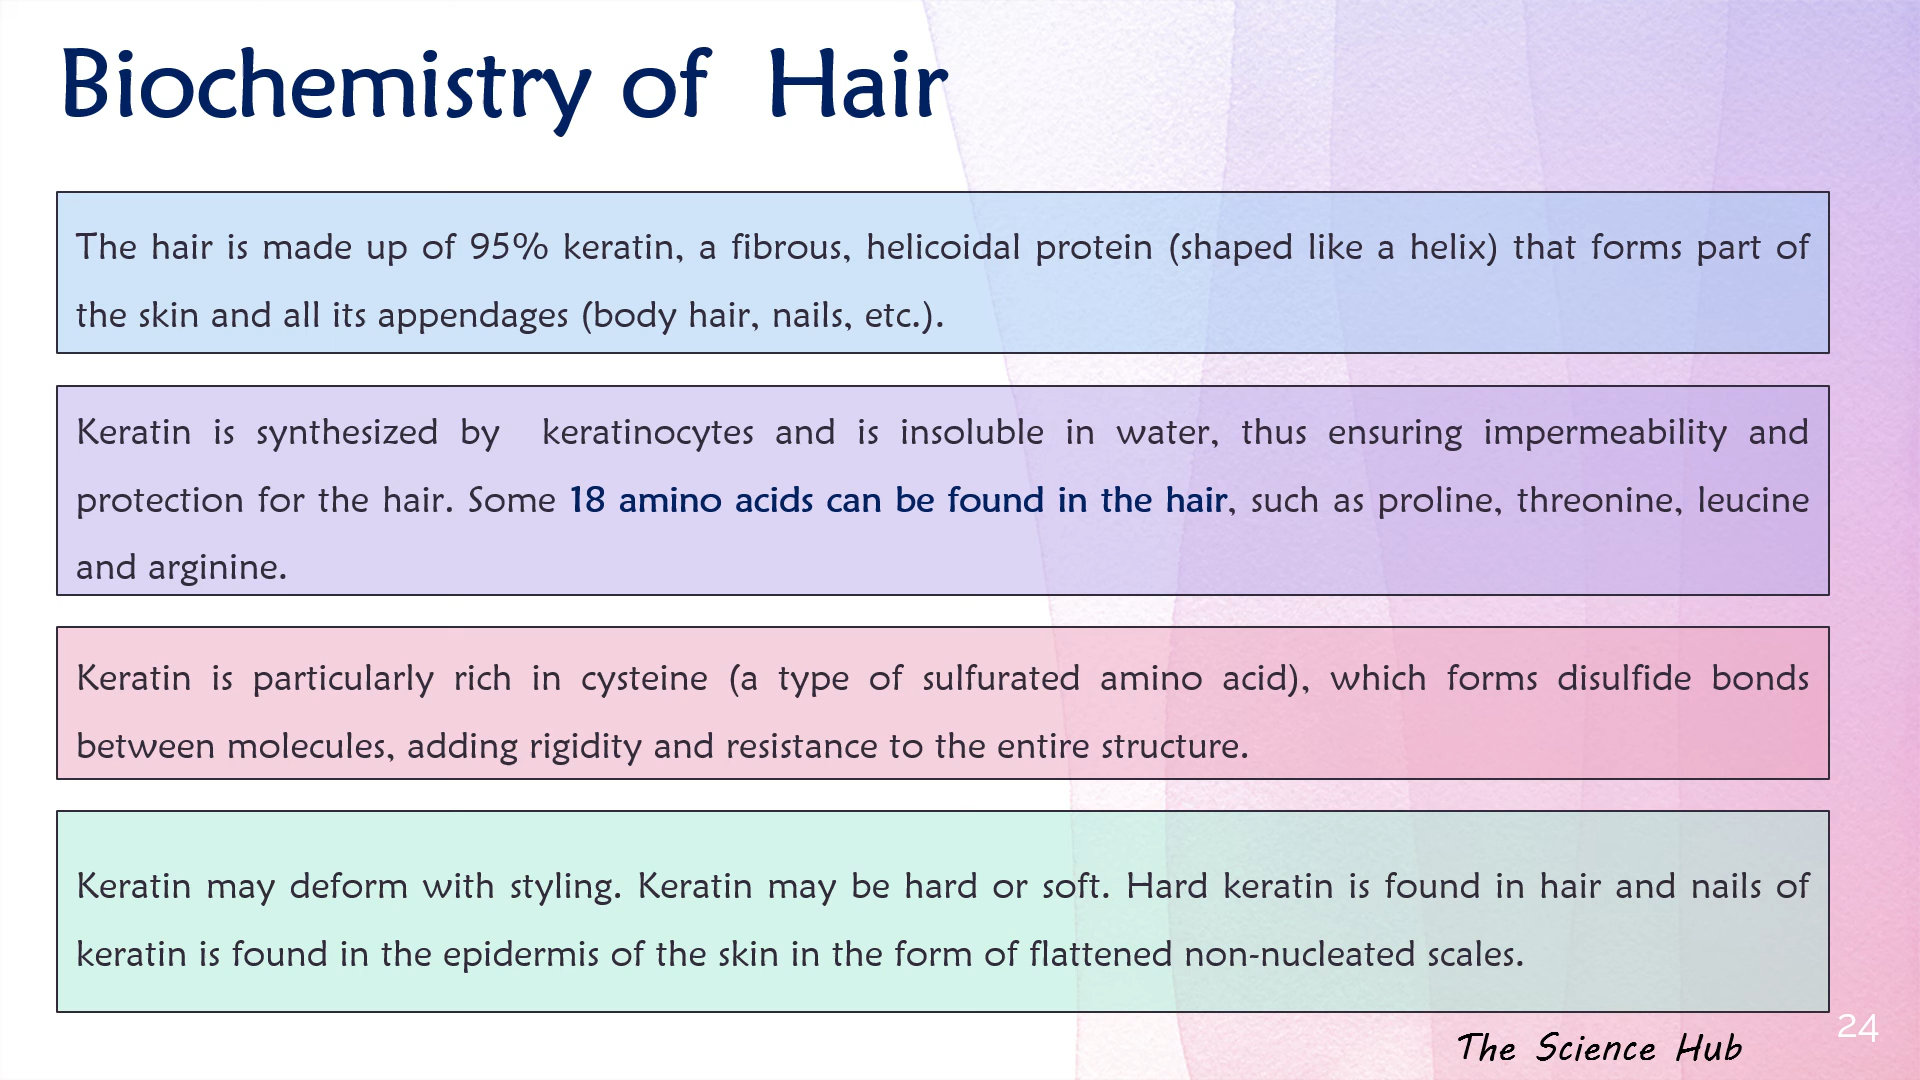 Biochemistry of Hair
The hair is made up of 95% keratin, a fibrous, helicoidal protein (shaped like a helix) that forms part of
the skin and all its appendages (body hair, nails, etc.).
Keratin is synthesized by keratinocytes and is insoluble in water, thus ensuring impermeability and
protection for the hair. Some 18 amino acids can be found in the hair, such as proline, threonine, leucine
and arginine.
Keratin is particularly rich in cysteine (a type of sulfurated amino acid), which forms disulfide bonds
between molecules, adding rigidity and resistance to the entire structure.
Keratin may deform with styling. Keratin may be hard or soft. Hard keratin is found in hair and nails of
keratin is found in the epidermis of the skin in the form of flattened non-nucleated scales.
24
The Science Hub